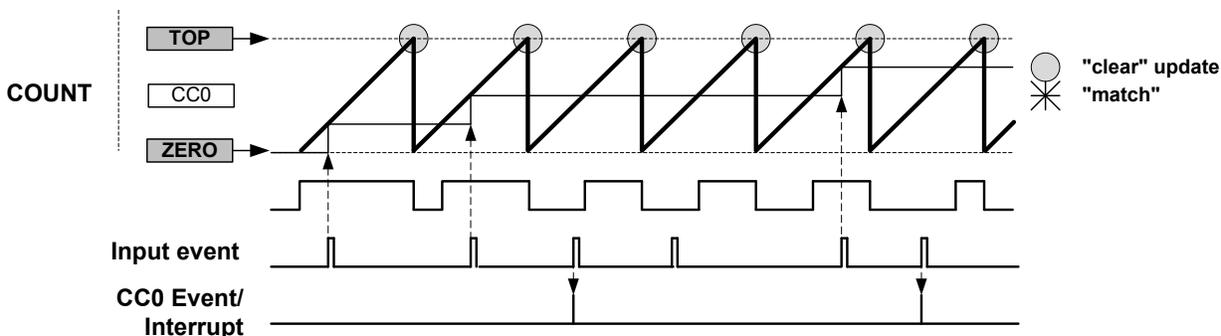 TOP
COUNT
CC0
ZERO
"clear" update
"match"
Input event
CC0 Event/
Interrupt